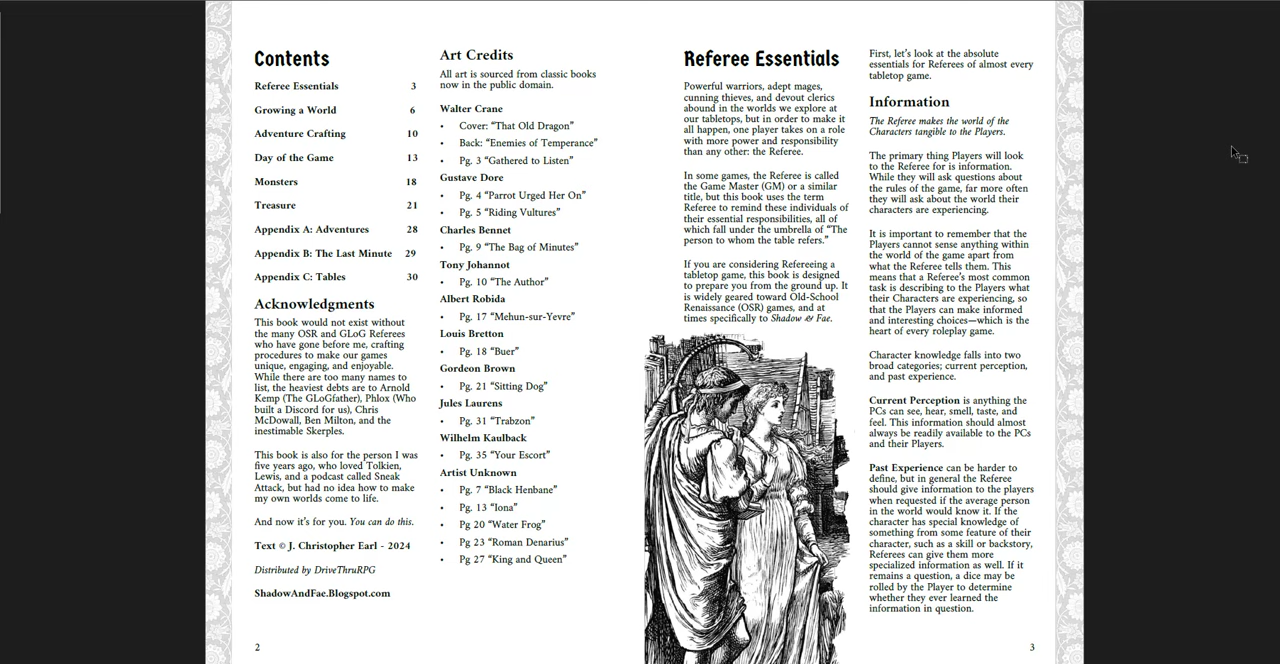 Contents
Referee Essentials 3
Growing a World 6
Adventure Crafting 10
Day of the Game 13
Monsters 18
Treasure 21
Appendix A: Adventures 28
Appendix B: The Last Minute 29
Appendix C: Tables 30
Acknowledgments
This book would not exist without
the many OSR and GLoG Referees
who have gone before me, crafting
procedures to make our games
unique, engaging, and enjoyable.
While there are too many names to
list, the heaviest debts are to Arnold
Kemp (The GLoGfather), Phlox (Who
built a Discord for us), Chris
McDowall, Ben Milton, and the
inestimable Skerples.
This book is also for the person I was
five years ago, who loved Tolkien,
Lewis, and a podcast called Sneak
Attack, but had no idea how to make
my own worlds come to life.
And now it's for you. You can do this.
Text © J. Christopher Earl - 2024
Distributed by DriveThruRPG
ShadowAndFae.Blogspot.com
2
Art Credits
All art is sourced from classic books
now in the public domain.
Walter Crane
• Cover: “That Old Dragon”
• Back: “Enemies of Temperance”
• Pg. 3 “Gathered to Listen”
Gustave Dore
• Pg. 4 “Parrot Urged Her On”
• Pg. 5 “Riding Vultures”
Charles Bennet
• Pg. 9 “The Bag of Minutes”
Tony Johannot
• Pg. 10 “The Author”
Albert Robida
• Pg. 17 “Mehun-sur-Yevre”
Louis Bretton
• Pg. 18 “Buer”
Gordeon Brown
• Pg. 21 “Sitting Dog”
Jules Laurens
• Pg. 31 “Trabzon”
Wilhelm Kaulback
• Pg. 35 “Your Escort”
Artist Unknown
• Pg. 7 “Black Henbane”
• Pg. 13 “Iona”
• Pg 20 “Water Frog”
• Pg 23 “Roman Denarius”
• Pg 27 “King and Queen”
Referee Essentials
Powerful warriors, adept mages,
cunning thieves, and devout clerics
abound in the worlds we explore at
our tabletops, but in order to make it
all happen, one player takes on a role
with more power and responsibility
than any other: the Referee.
In some games, the Referee is called
the Game Master (GM) or a similar
title, but this book uses the term
Referee to remind these individuals of
their essential responsibilities, all of
which fall under the umbrella of “The
person to whom the table refers.”
If you are considering Refereeing a
tabletop game, this book is designed
to prepare you from the ground up. It
is widely geared toward Old-School
Renaissance (OSR) games, and at
times specifically to Shadow & Fae.
First, let's look at the absolute
essentials for Referees of almost every
tabletop game.
Information
The Referee makes the world of the
Characters tangible to the Players.
The primary thing Players will look
to the Referee for is information.
While they will ask questions about
the rules of the game, far more often
they will ask about the world their
characters are experiencing.
It is important to remember that the
Players cannot sense anything within
the world of the game apart from
what the Referee tells them. This
means that a Referee's most common
task is describing to the Players what
their Characters are experiencing, so
that the Players can make informed
and interesting choices—which is the
heart of every roleplay game.
Character knowledge falls into two
broad categories; current perception,
and past experience.
Current Perception is anything the
PCs can see, hear, smell, taste, and
feel. This information should almost
always be readily available to the PCs
and their Players.
Past Experience can be harder to
define, but in general the Referee
should give information to the players
when requested if the average person
in the world would know it. If the
character has special knowledge of
something from some feature of their
character, such as a skill or backstory,
Referees can give them more
specialized information as well. If it
remains a question, a dice may be
rolled by the Player to determine
whether they ever learned the
information in question.
3